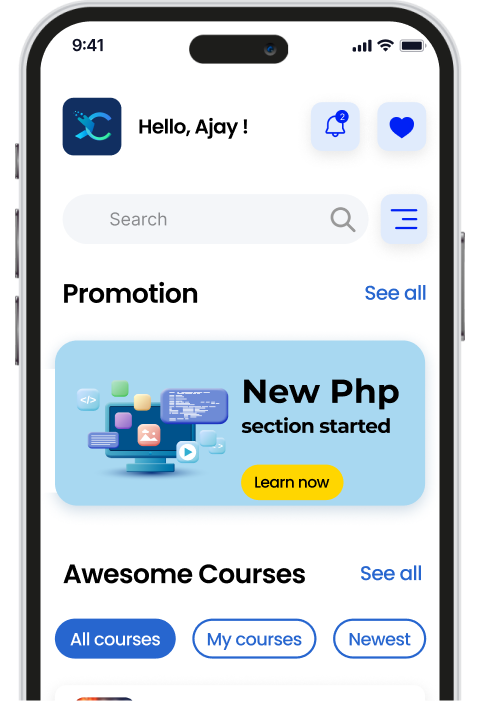 9:41
Hello, Ajay !
2
Search
Promotion
See all
</>
New Php
section started
Learn now
Awesome Courses
See all
All courses
My courses
Newest